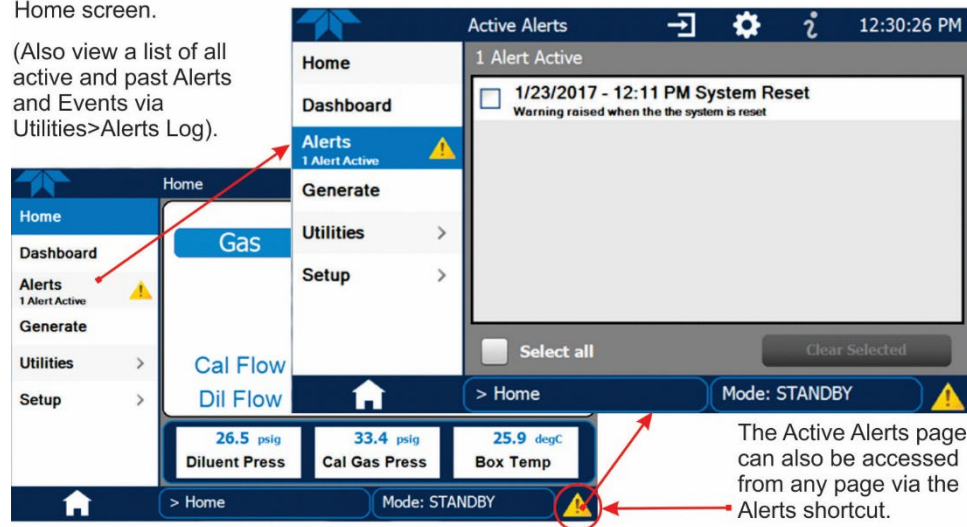 Home screen.
(Also view a list of all
active and past Alerts
and Events via
Utilities>Alerts Log).
Active Alerts
12:30:26 PM
Home
Dashboard
Alerts
1 Alert Active
Generate
Utilities >
Setup >
1 Alert Active
1/23/2017 - 12:11 PM System Reset
Warning raised when the the system is reset
Select all
Clear Selected
> Home
Mode: STANDBY
Home
Home
Dashboard
Alerts
1 Alert Active
Generate
Utilities >
Setup >
Gas
Cal Flow
Dil Flow
26.5 psig
Diluent Press
33.4 psig
Cal Gas Press
25.9 degC
Box Temp
> Home
Mode: STANDBY
The Active Alerts page
can also be accessed
from any page via the
Alerts shortcut.